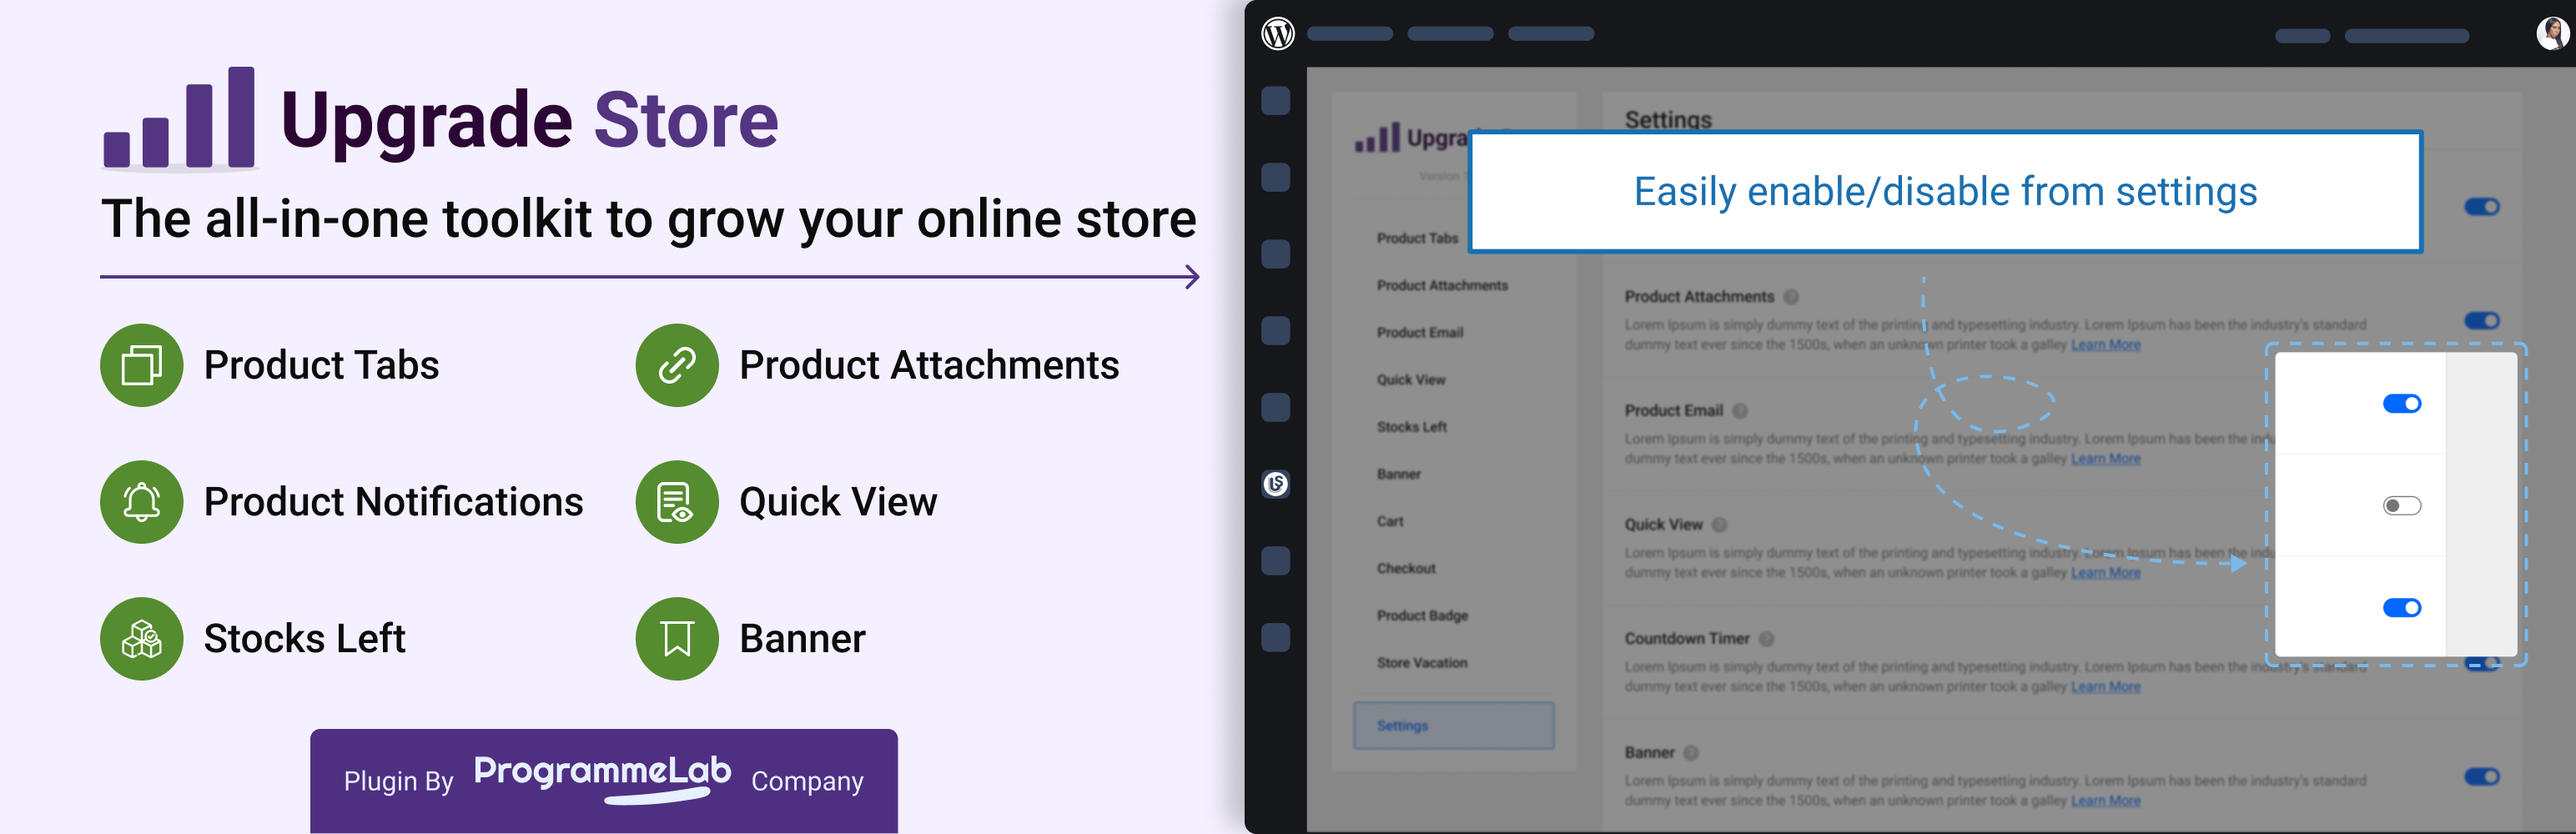 Upgrade Store
The all-in-one toolkit to grow your online store
Product Tabs
Product Attachments
Product Notifications
Quick View
Stocks Left
Banner
Plugin By ProgrammeLab Company
Upgra
Version
Product Tabs
Product Attachments
Product Email
Quick View
Stocks Left
Banner
Cart
Checkout
Product Badge
Store Vacation
Settings
Settings
Easily enable/disable from settings
Product Attachments ?
Lorem Ipsum is simply dummy text of the printing and typesetting industry. Lorem Ipsum has been the industry's standard
dummy text ever since the 1500s, when an unknown printer took a galley Learn More
Product Email ?
Lorem Ipsum is simply dummy text of the printing and typesetting industry. Lorem Ipsum has been the indu
dummy text ever since the 1500s, when an unknown printer took a galley Learn More
Quick View ?
Lorem Ipsum is simply dummy text of the printing and typesetting industry. Lorem Ipsum has been the indu
dummy text ever since the 1500s, when an unknown printer took a galley Learn More
Countdown Timer ?
Lorem Ipsum is simply dummy text of the printing and typesetting industry. Lorem Ipsum has been the industry's standard
dummy text ever since the 1500s, when an unknown printer took a galley Learn More
Banner ?
Lorem Ipsum is simply dummy text of the printing and typesetting industry. Lorem Ipsum has been the industry's standard
dummy text ever since the 1500s, when an unknown printer took a galley Learn More